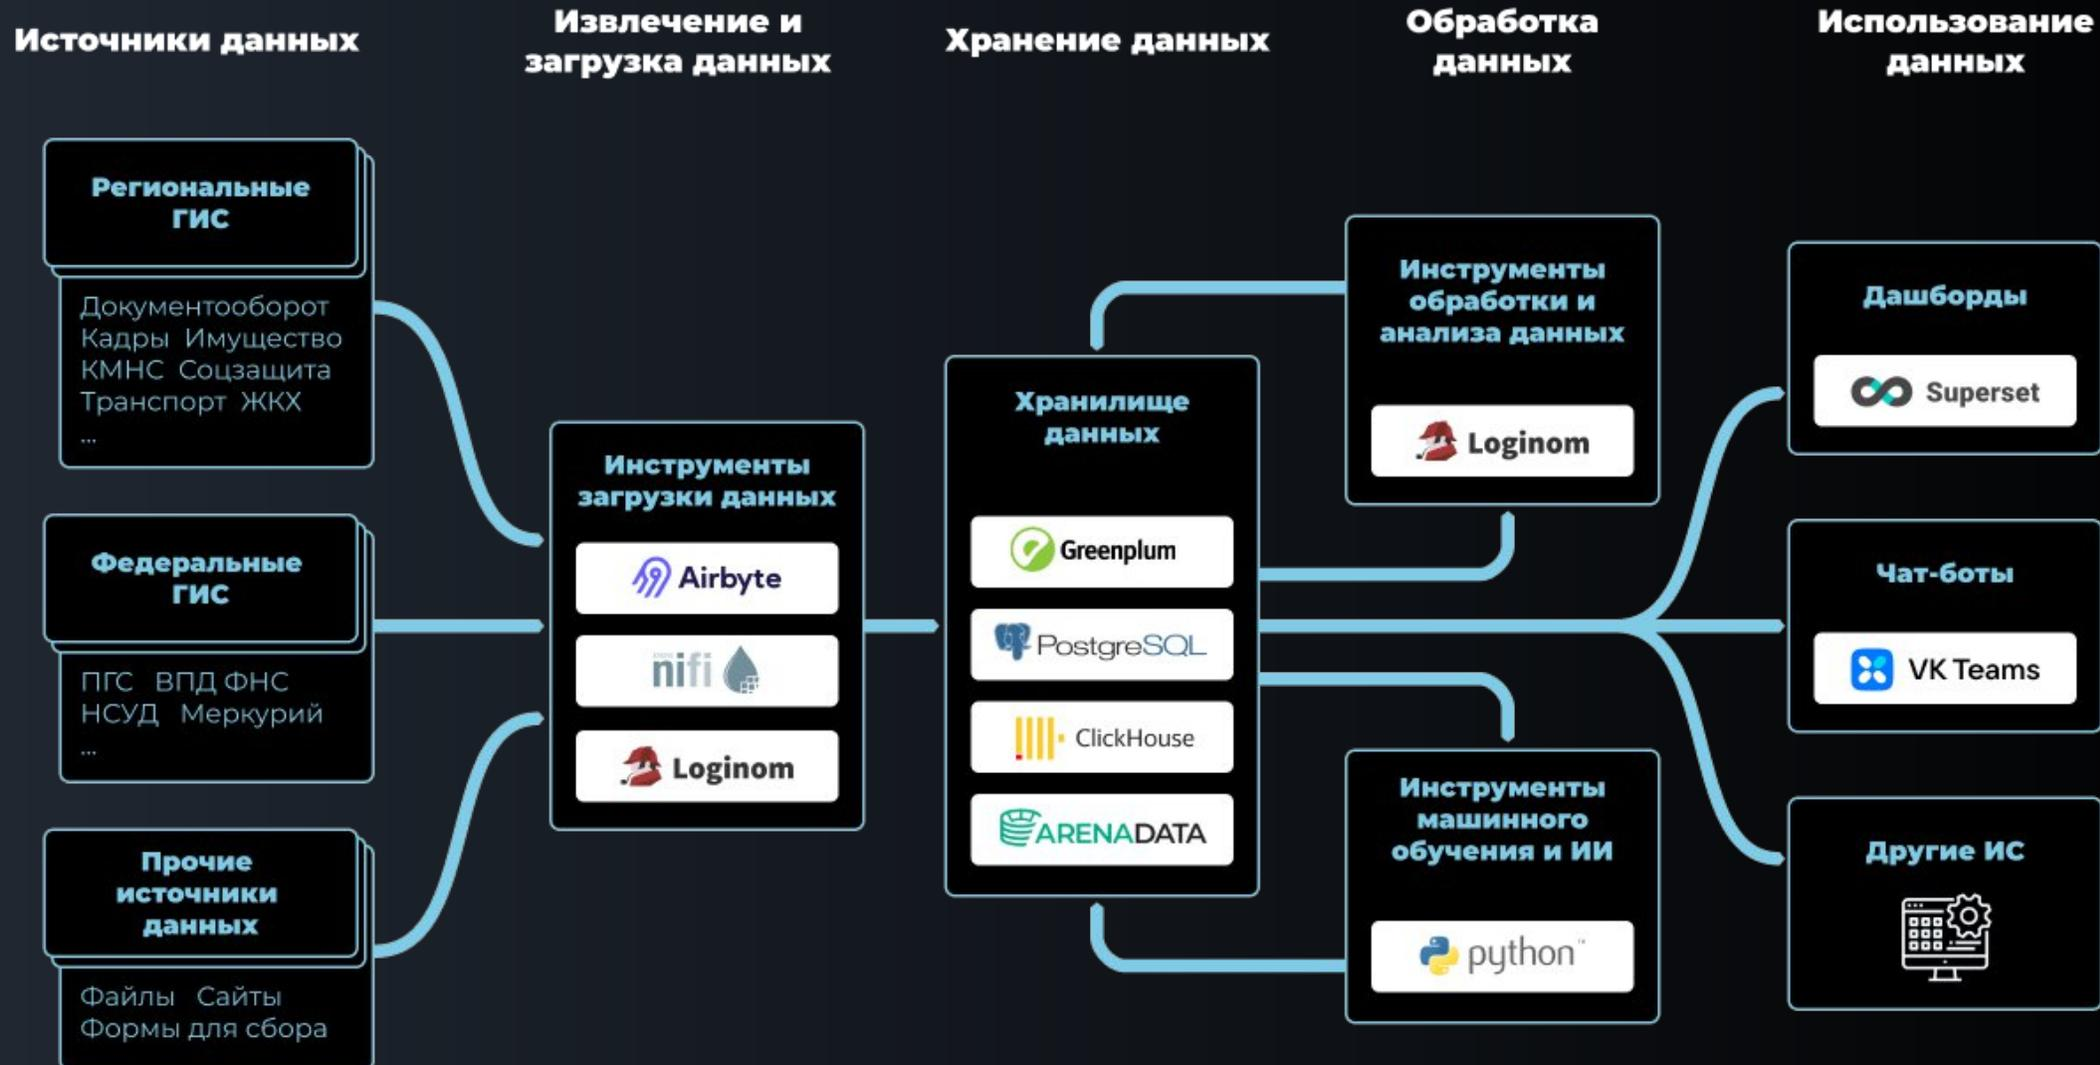 Источники данных
Извлечение и
загрузка данных
Хранение данных
Обработка
данных
Использование
данных
Региональные
ГИС
Документооборот
Кадры Имущество
КМНС Соцзащита
Транспорт ЖКХ
...
Федеральные
ГИС
ПГС ВПД ФНС
НСУД Меркурий
...
Прочие
источники
данных
Файлы Сайты
Формы для сбора
Инструменты
загрузки данных
Airbyte
nifi
Loginom
Хранилище
данных
Greenplum
PostgreSQL
ClickHouse
ARENADATA
Инструменты
обработки и
анализа данных
Loginom
Инструменты
машинного
обучения и ИИ
python™
Дашборды
Superset
Чат-боты
VK Teams
Другие ИС